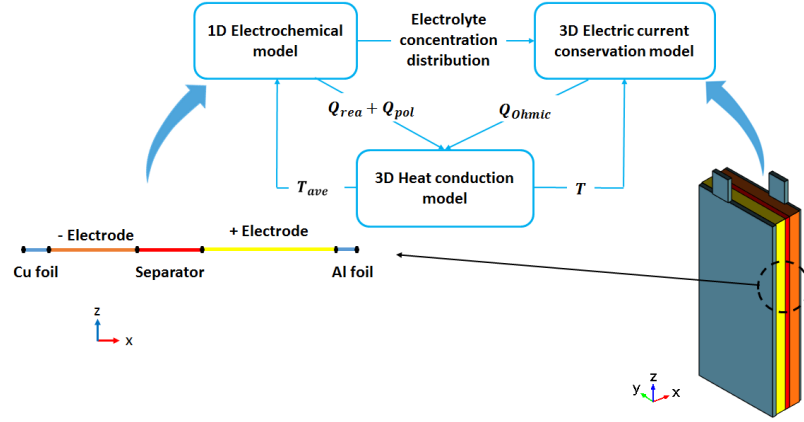 1D Electrochemical
model
Electrolyte
concentration
distribution
3D Electric current
conservation model
Q_rea + Q_pol
Q_Ohmic
T_ave
3D Heat conduction
model
T
- Electrode
+ Electrode
Cu foil
Separator
Al foil
z
x
y
z
x